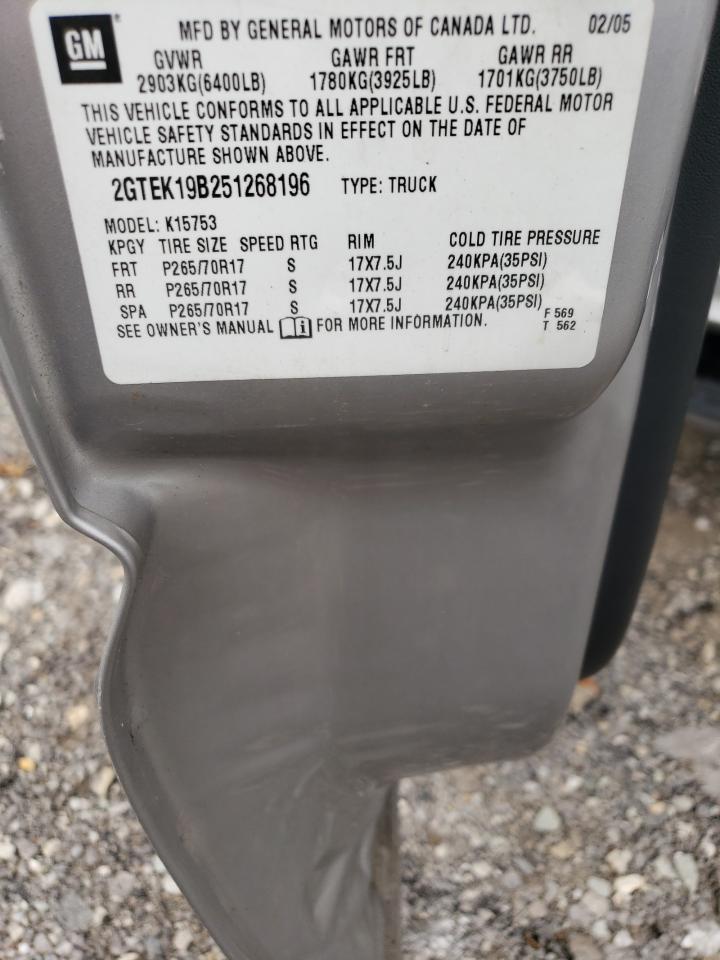 GM
MFD BY GENERAL MOTORS OF CANADA LTD. 02/05
GVWR GAWR FRT GAWR RR
2903KG(6400LB) 1780KG(3925LB) 1701KG(3750LB)
THIS VEHICLE CONFORMS TO ALL APPLICABLE U.S. FEDERAL MOTOR
VEHICLE SAFETY STANDARDS IN EFFECT ON THE DATE OF
MANUFACTURE SHOWN ABOVE.
2GTEK19B251268196 TYPE: TRUCK
MODEL: K15753
KPGY TIRE SIZE SPEED RTG RIM COLD TIRE PRESSURE
FRT P265/70R17 S 17X7.5J 240KPA(35PSI)
RR P265/70R17 S 17X7.5J 240KPA(35PSI)
SPA P265/70R17 S 17X7.5J 240KPA(35PSI)
SEE OWNER'S MANUAL i FOR MORE INFORMATION.
F 569
T 562